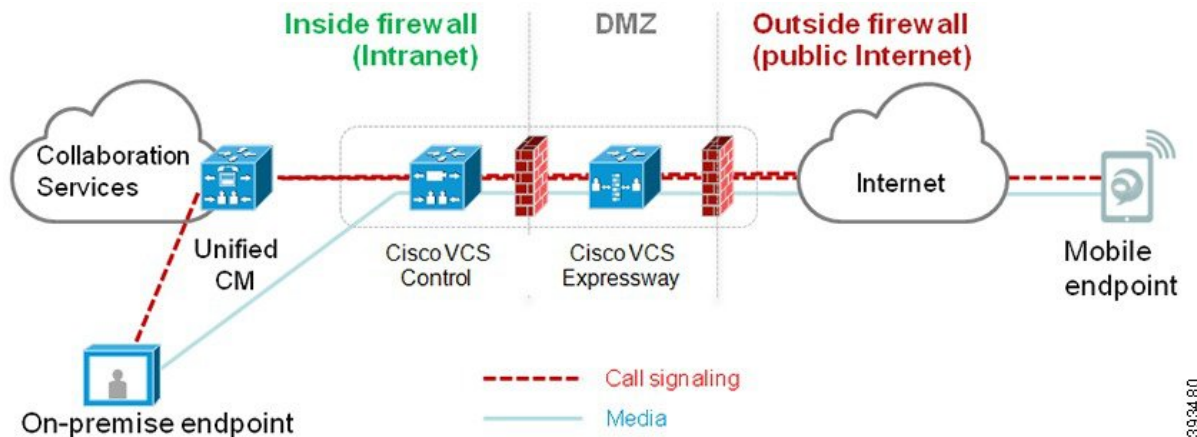 Inside firewall
(Intranet)
DMZ
Outside firewall
(public Internet)
Collaboration
Services
Unified
CM
Cisco VCS
Control
Cisco VCS
Expressway
Internet
Mobile
endpoint
On-premise endpoint
Call signaling
Media
393480